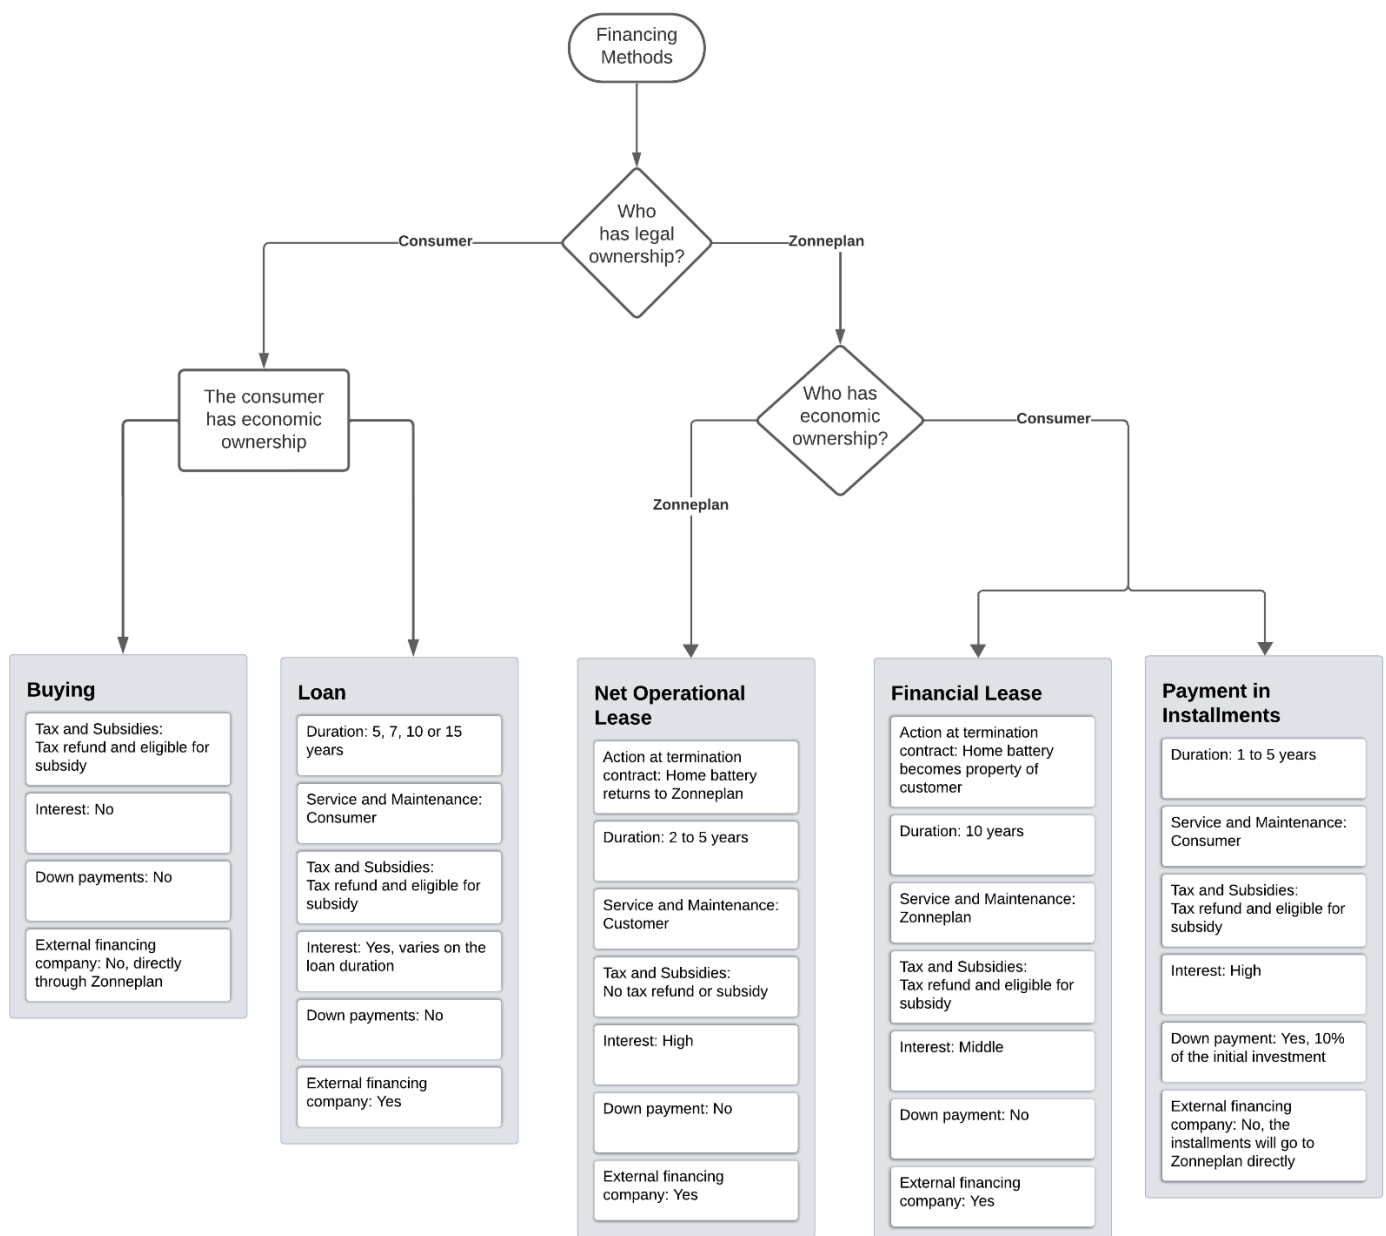 Financing
Methods
Who
has legal
ownership?
Consumer
Zonneplan
The consumer
has economic
ownership
Who has
economic
ownership?
Consumer
Zonneplan
Buying
Tax and Subsidies:
Tax refund and eligible for
subsidy
Interest: No
Down payments: No
External financing
company: No, directly
through Zonneplan
Loan
Duration: 5, 7, 10 or 15
years
Service and Maintenance:
Consumer
Tax and Subsidies:
Tax refund and eligible for
subsidy
Interest: Yes, varies on the
loan duration
Down payments: No
External financing
company: Yes
Net Operational
Lease
Action at termination
contract: Home battery
returns to Zonneplan
Duration: 2 to 5 years
Service and Maintenance:
Customer
Tax and Subsidies:
No tax refund or subsidy
Interest: High
Down payment: No
External financing
company: Yes
Financial Lease
Action at termination
contract: Home battery
becomes property of
customer
Duration: 10 years
Service and Maintenance:
Zonneplan
Tax and Subsidies:
Tax refund and eligible for
subsidy
Interest: Middle
Down payment: No
External financing
company: Yes
Payment in
Installments
Duration: 1 to 5 years
Service and Maintenance:
Consumer
Tax and Subsidies:
Tax refund and eligible for
subsidy
Interest: High
Down payment: Yes, 10%
of the initial investment
External financing
company: No, the
installments will go to
Zonneplan directly